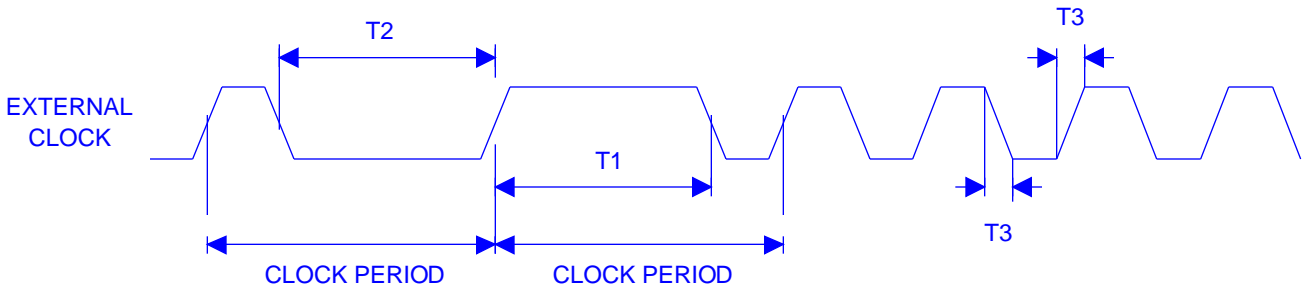 T2
T3
EXTERNAL
CLOCK
T1
T3
CLOCK PERIOD
CLOCK PERIOD